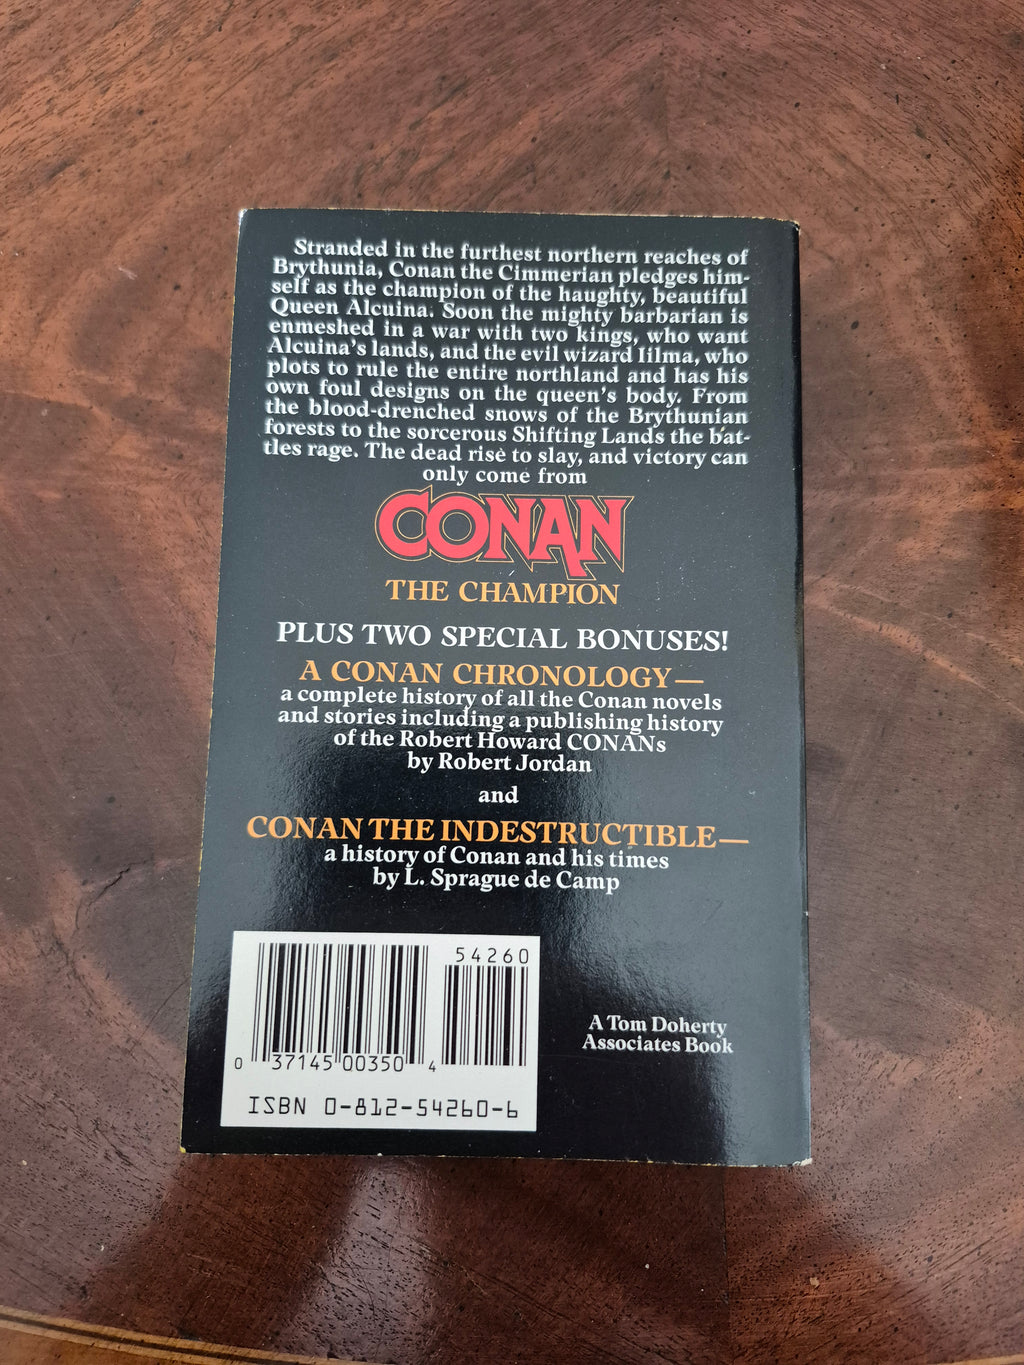 Stranded in the furthest northern reaches of
Brythunia, Conan the Cimmerian pledges him-
self as the champion of the haughty, beautiful
Queen Alcuina. Soon the mighty barbarian is
enmeshed in a war with two kings, who want
Alcuina's lands, and the evil wizard Iilma, who
plots to rule the entire northland and has his
own foul designs on the queen's body. From
the blood-drenched snows of the Brythunian
forests to the sorcerous Shifting Lands the bat-
tles rage. The dead rise to slay, and victory can
only come from
CONAN
THE CHAMPION
PLUS TWO SPECIAL BONUSES!
A CONAN CHRONOLOGY—
a complete history of all the Conan novels
and stories including a publishing history
of the Robert Howard CONANs
by Robert Jordan
and
CONAN THE INDESTRUCTIBLE—
a history of Conan and his times
by L. Sprague de Camp
54260
0 37145 00350 4
ISBN 0-812-54260-6
A Tom Doherty
Associates Book